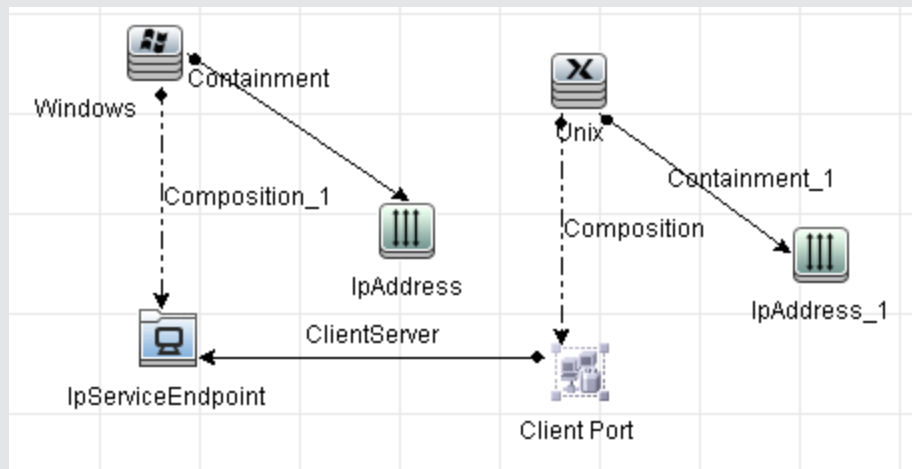 Containment
Windows
Unix
Composition_1
Containment_1
Composition
IpAddress
IpAddress_1
ClientServer
IpServiceEndpoint
Client Port